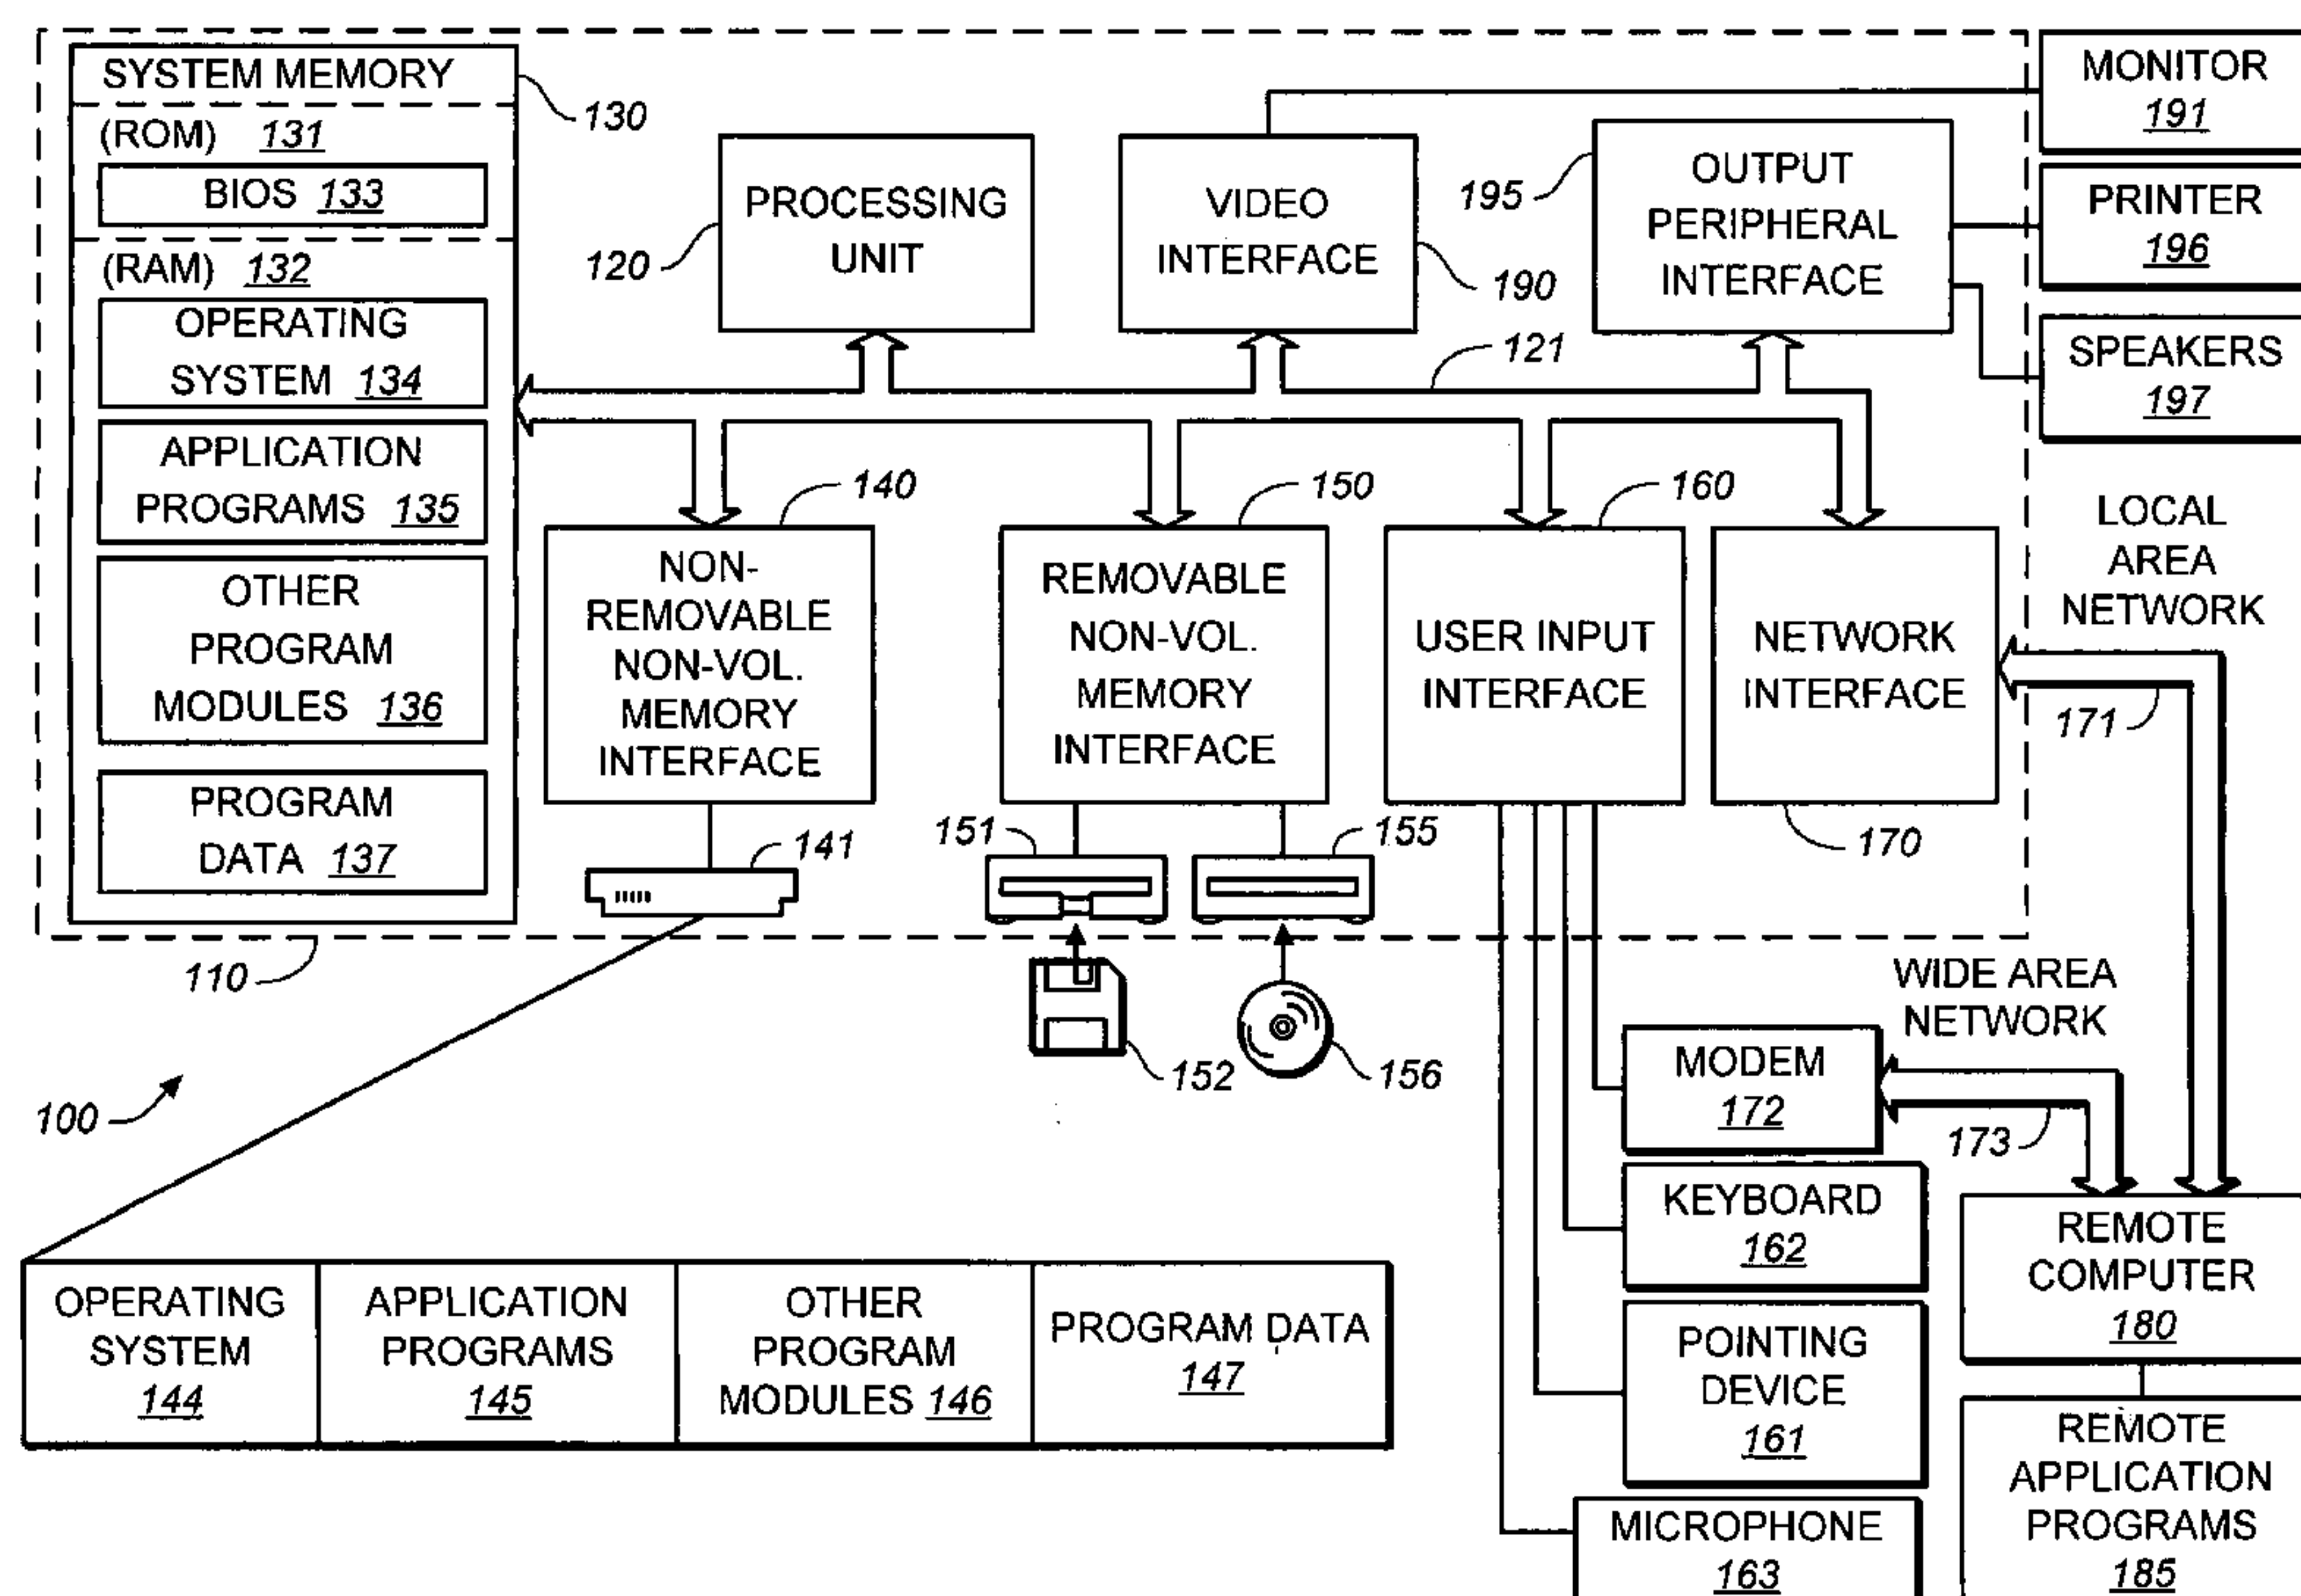 SYSTEM MEMORY
130
(ROM) 131
BIOS 133
(RAM) 132
OPERATING
SYSTEM 134
APPLICATION
PROGRAMS 135
OTHER
PROGRAM
MODULES 136
PROGRAM
DATA 137
110
PROCESSING
UNIT
120
VIDEO
INTERFACE
190
OUTPUT
PERIPHERAL
INTERFACE
195
121
MONITOR
191
PRINTER
196
SPEAKERS
197
140
NON-
REMOVABLE
NON-VOL.
MEMORY
INTERFACE
150
REMOVABLE
NON-VOL.
MEMORY
INTERFACE
160
USER INPUT
INTERFACE
NETWORK
INTERFACE
170
LOCAL
AREA
NETWORK
171
141
151
155
152
156
100
WIDE AREA
NETWORK
173
MODEM
172
KEYBOARD
162
POINTING
DEVICE
161
MICROPHONE
163
REMOTE
COMPUTER
180
REMOTE
APPLICATION
PROGRAMS
185
OPERATING
SYSTEM
144
APPLICATION
PROGRAMS
145
OTHER
PROGRAM
MODULES 146
PROGRAM DATA
147